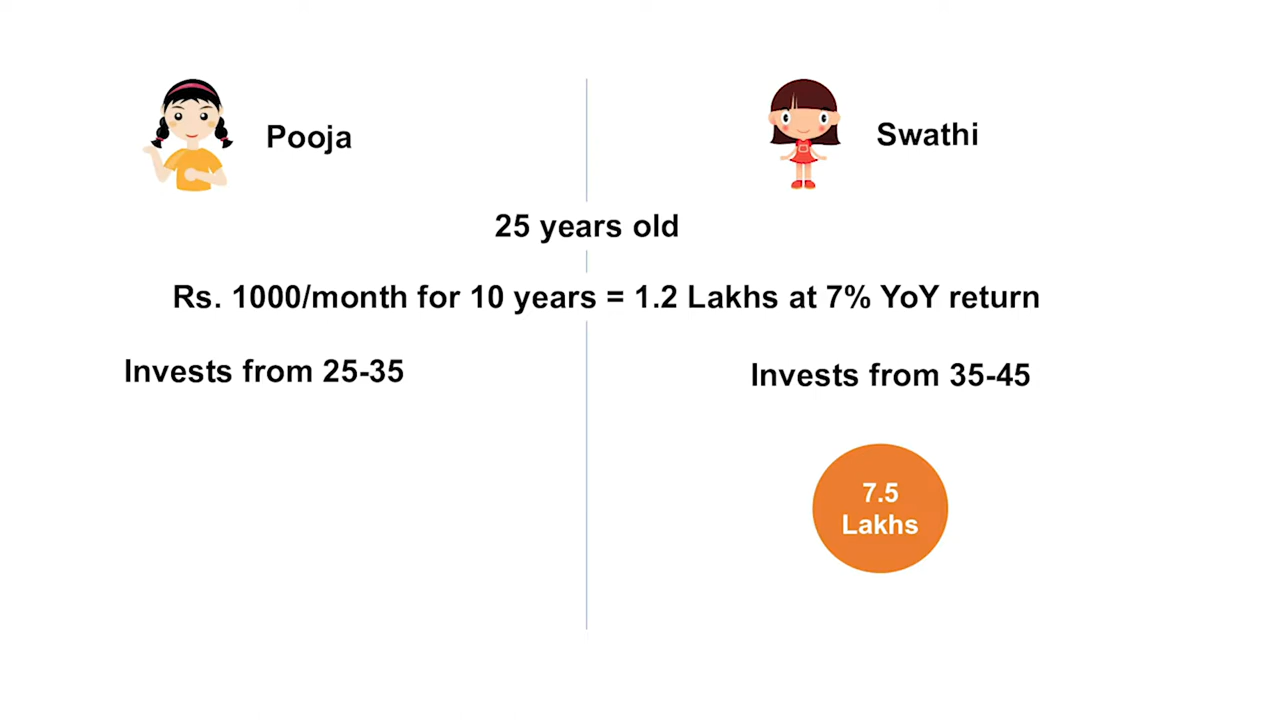 Pooja
Swathi
25 years old
Rs. 1000/month for 10 years = 1.2 Lakhs at 7% YoY return
Invests from 25-35
Invests from 35-45
7.5
Lakhs